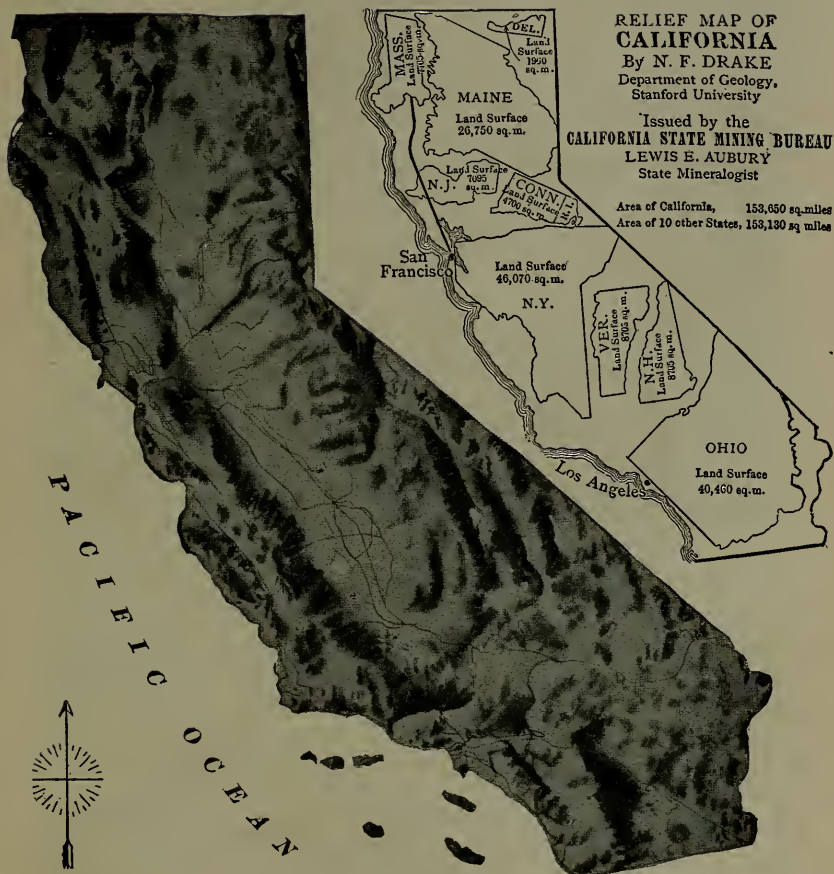 RELIEF MAP OF
CALIFORNIA
By N. F. DRAKE
Department of Geology,
Stanford University
Issued by the
CALIFORNIA STATE MINING BUREAU
LEWIS E. AUBURY
State Mineralogist
Area of California, 153,650 sq.miles
Area of 10 other States, 153,130 sq miles
MASS.
Land Surface
sq.m.
DEL.
Land
Surface
1960
sq.m.
MAINE
Land Surface
26,750 sq.m.
N.J.
Land Surface
7095
sq.m.
CONN.
Land Surface
4700 sq.m.
R.I.
San
Francisco
Land Surface
46,070 sq.m.
N.Y.
VER.
Land Surface
8705 sq.m.
N.H.
Land Surface
8705 sq.m.
OHIO
Land Surface
40,460 sq.m.
Los Angeles
PACIFIC OCEAN